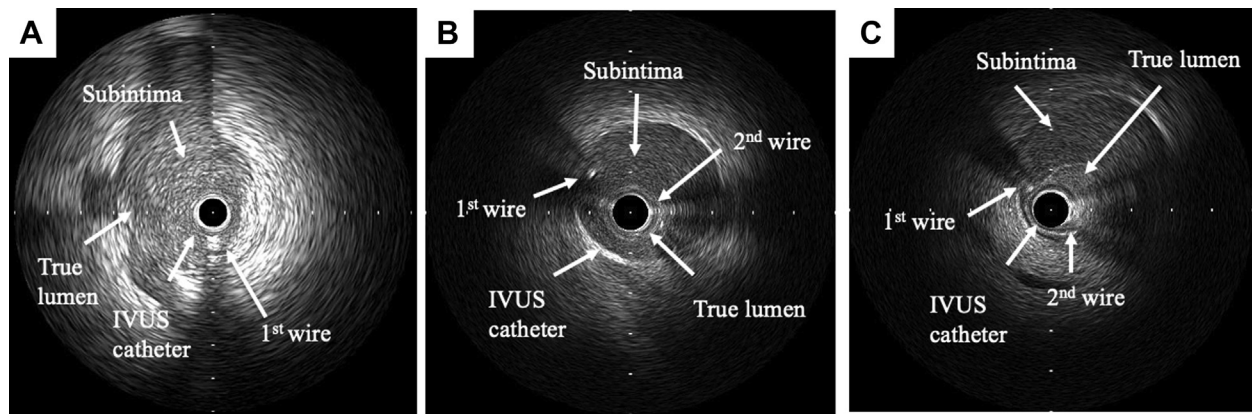 A
Subintima
True
lumen
IVUS
catheter
1st wire
B
Subintima
2nd wire
1st wire
IVUS
catheter
True lumen
C
Subintima
True lumen
1st wire
2nd wire
IVUS
catheter